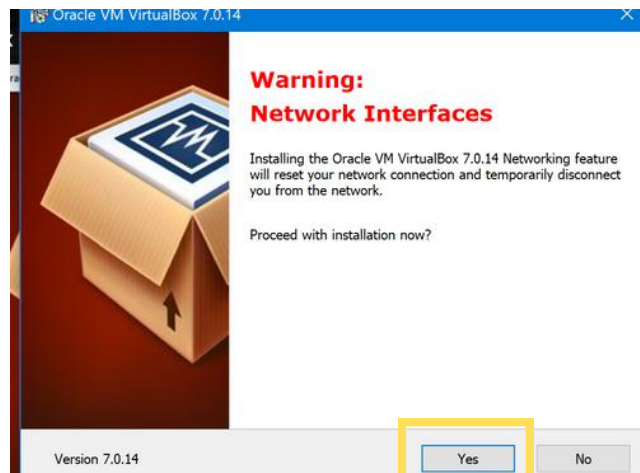 Oracle VM VirtualBox 7.0.14
Warning:
Network Interfaces
Installing the Oracle VM VirtualBox 7.0.14 Networking feature
will reset your network connection and temporarily disconnect
you from the network.
Proceed with installation now?
Version 7.0.14
Yes
No